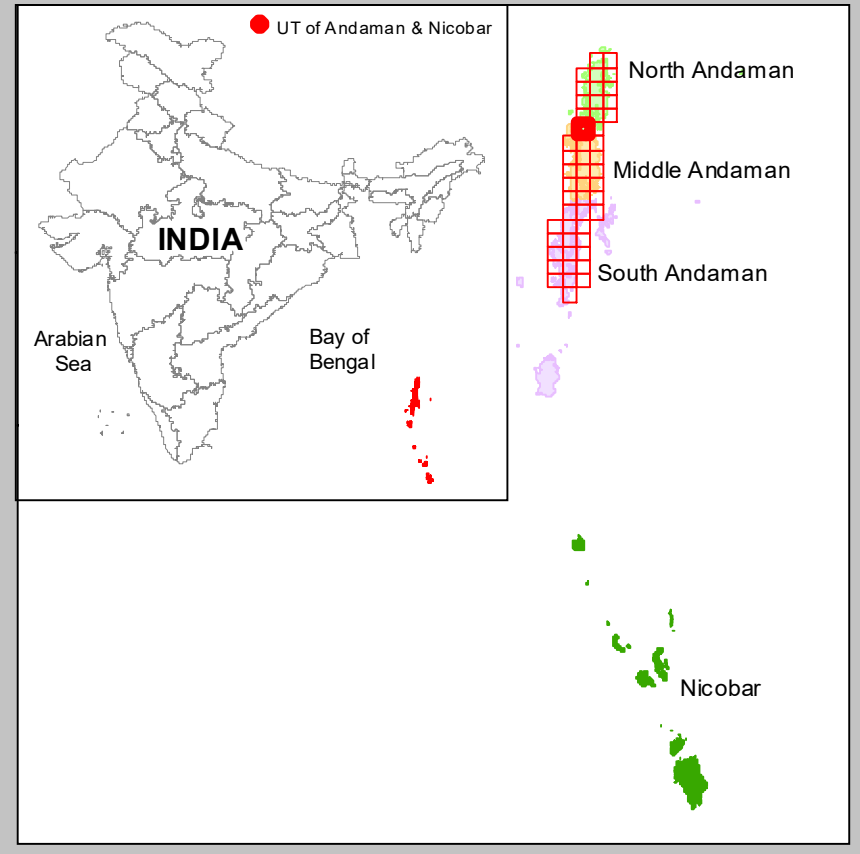 UT of Andaman & Nicobar
North Andaman
Middle Andaman
INDIA
South Andaman
Arabian
Sea
Bay of
Bengal
Nicobar